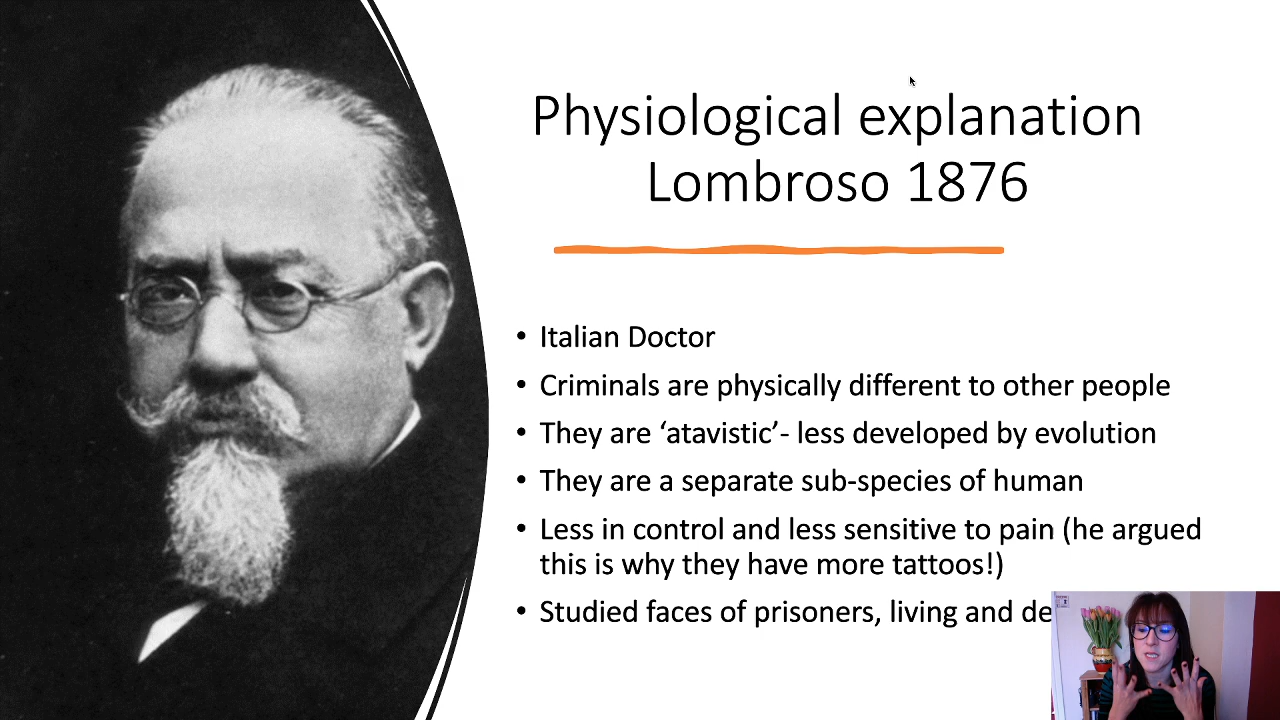 Physiological explanation
Lombroso 1876
• Italian Doctor
• Criminals are physically different to other people
• They are ‘atavistic’- less developed by evolution
• They are a separate sub-species of human
• Less in control and less sensitive to pain (he argued
this is why they have more tattoos!)
• Studied faces of prisoners, living and